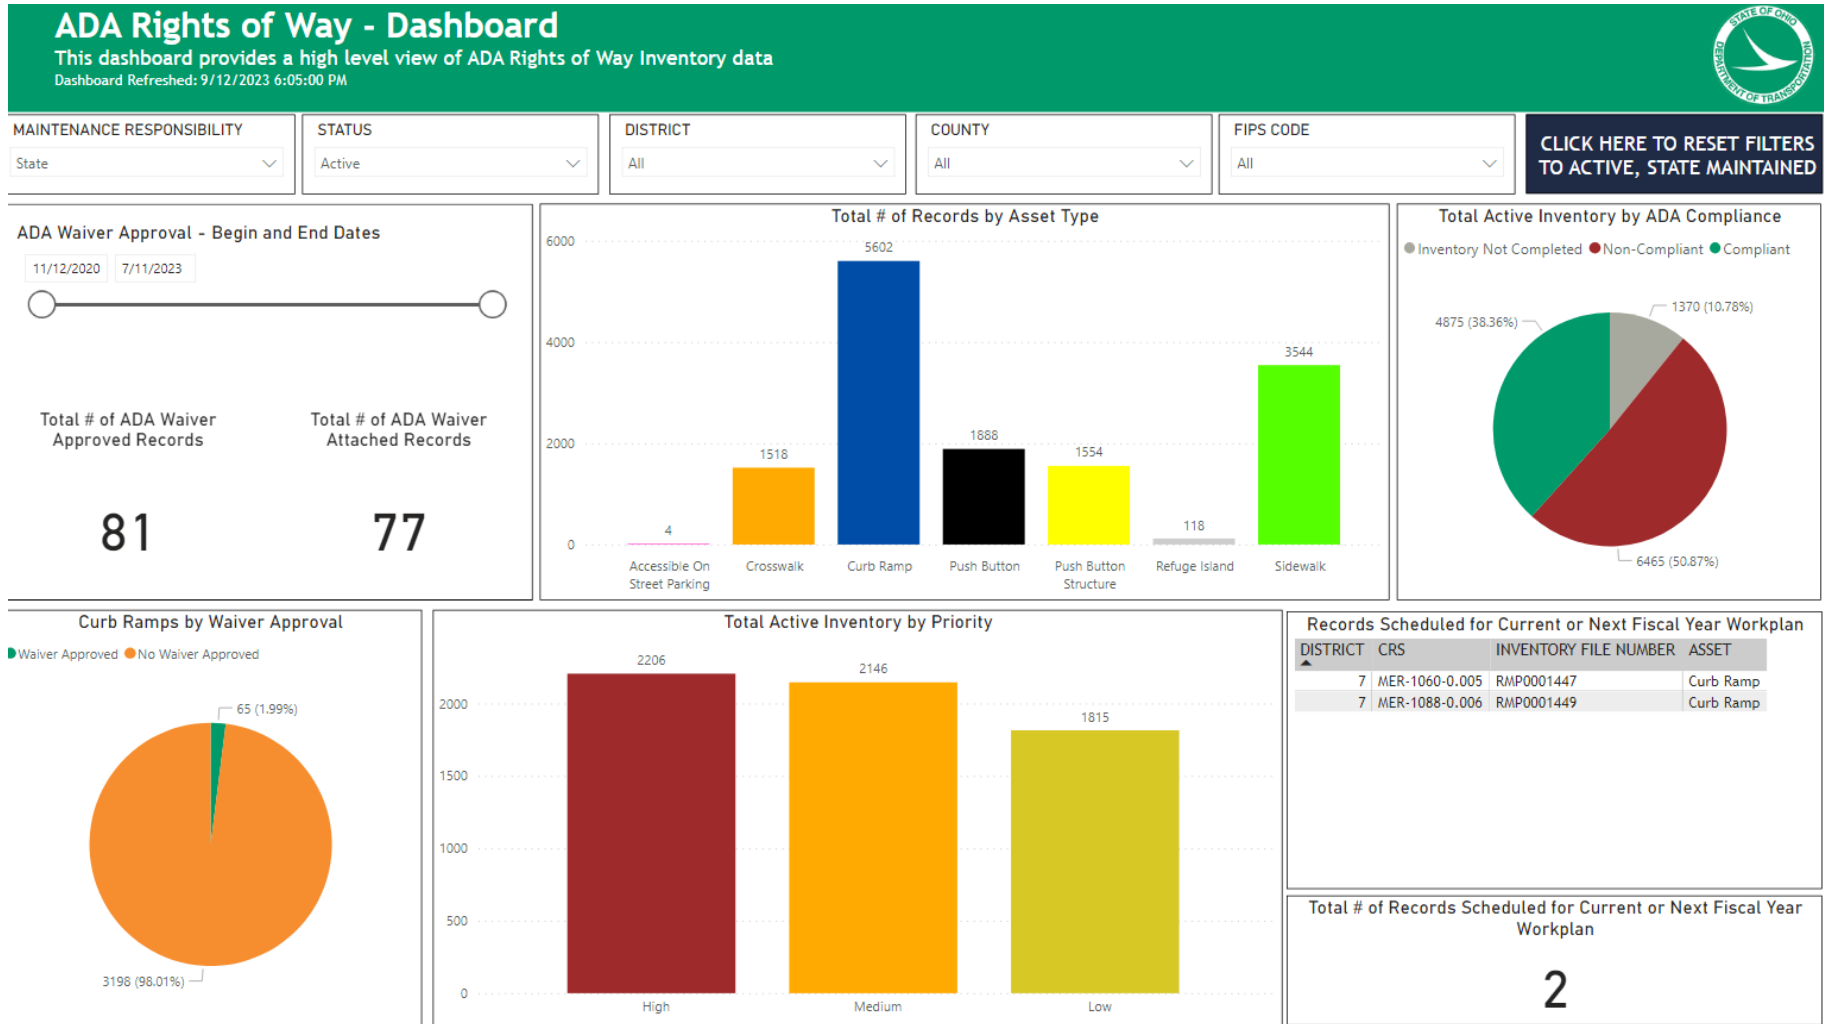 ADA Rights of Way - Dashboard
This dashboard provides a high level view of ADA Rights of Way Inventory data
Dashboard Refreshed: 9/12/2023 6:05:00 PM
STATE OF OHIO
DEPARTMENT OF TRANSPORTATION
MAINTENANCE RESPONSIBILITY
State
STATUS
Active
DISTRICT
All
COUNTY
All
FIPS CODE
All
CLICK HERE TO RESET FILTERS
TO ACTIVE, STATE MAINTAINED
ADA Waiver Approval - Begin and End Dates
11/12/2020 7/11/2023
Total # of ADA Waiver
Approved Records
81
Total # of ADA Waiver
Attached Records
77
Total # of Records by Asset Type
6000
4000
2000
0
4
1518
5602
1888
1554
118
3544
Accessible On
Street Parking
Crosswalk
Curb Ramp
Push Button
Push Button
Structure
Refuge Island
Sidewalk
Total Active Inventory by ADA Compliance
Inventory Not Completed Non-Compliant Compliant
1370 (10.78%)
4875 (38.36%)
6465 (50.87%)
Curb Ramps by Waiver Approval
Waiver Approved No Waiver Approved
65 (1.99%)
3198 (98.01%)
Total Active Inventory by Priority
2000
1500
1000
500
0
2206
2146
1815
High
Medium
Low
Records Scheduled for Current or Next Fiscal Year Workplan
DISTRICT CRS INVENTORY FILE NUMBER ASSET
7 MER-1060-0.005 RMP0001447 Curb Ramp
7 MER-1088-0.006 RMP0001449 Curb Ramp
Total # of Records Scheduled for Current or Next Fiscal Year
Workplan
2